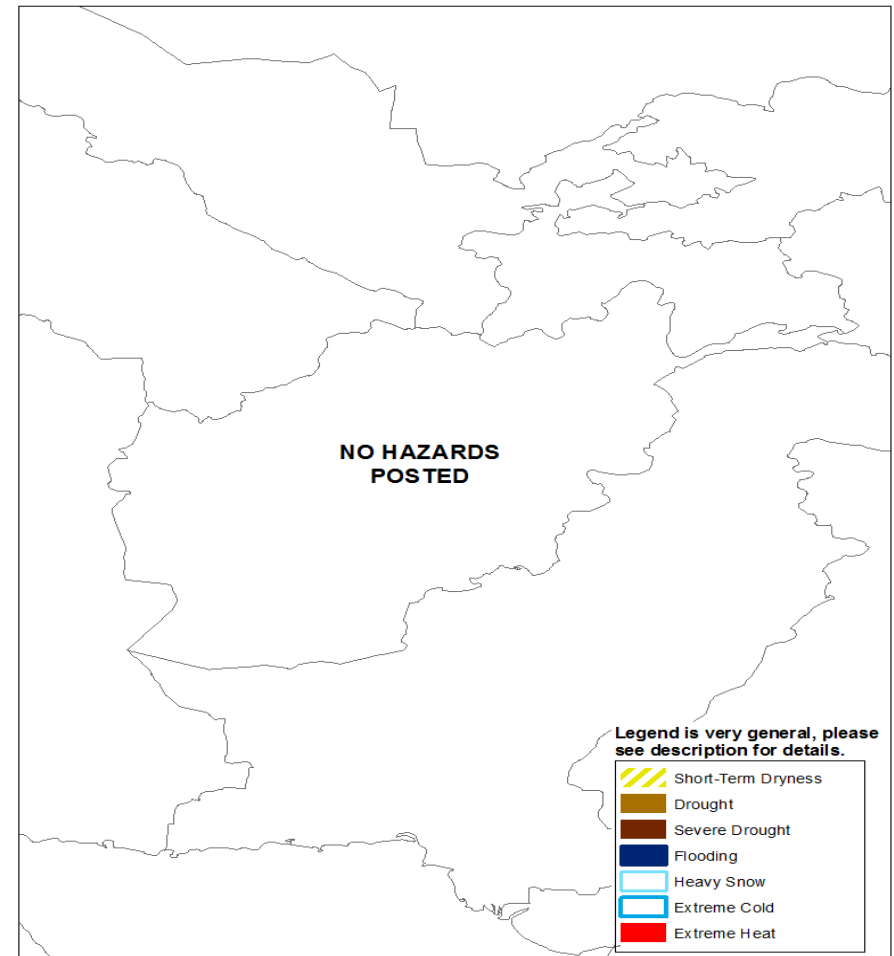 NO HAZARDS
POSTED
Legend is very general, please
see description for details.
Short-Term Dryness
Drought
Severe Drought
Flooding
Heavy Snow
Extreme Cold
Extreme Heat